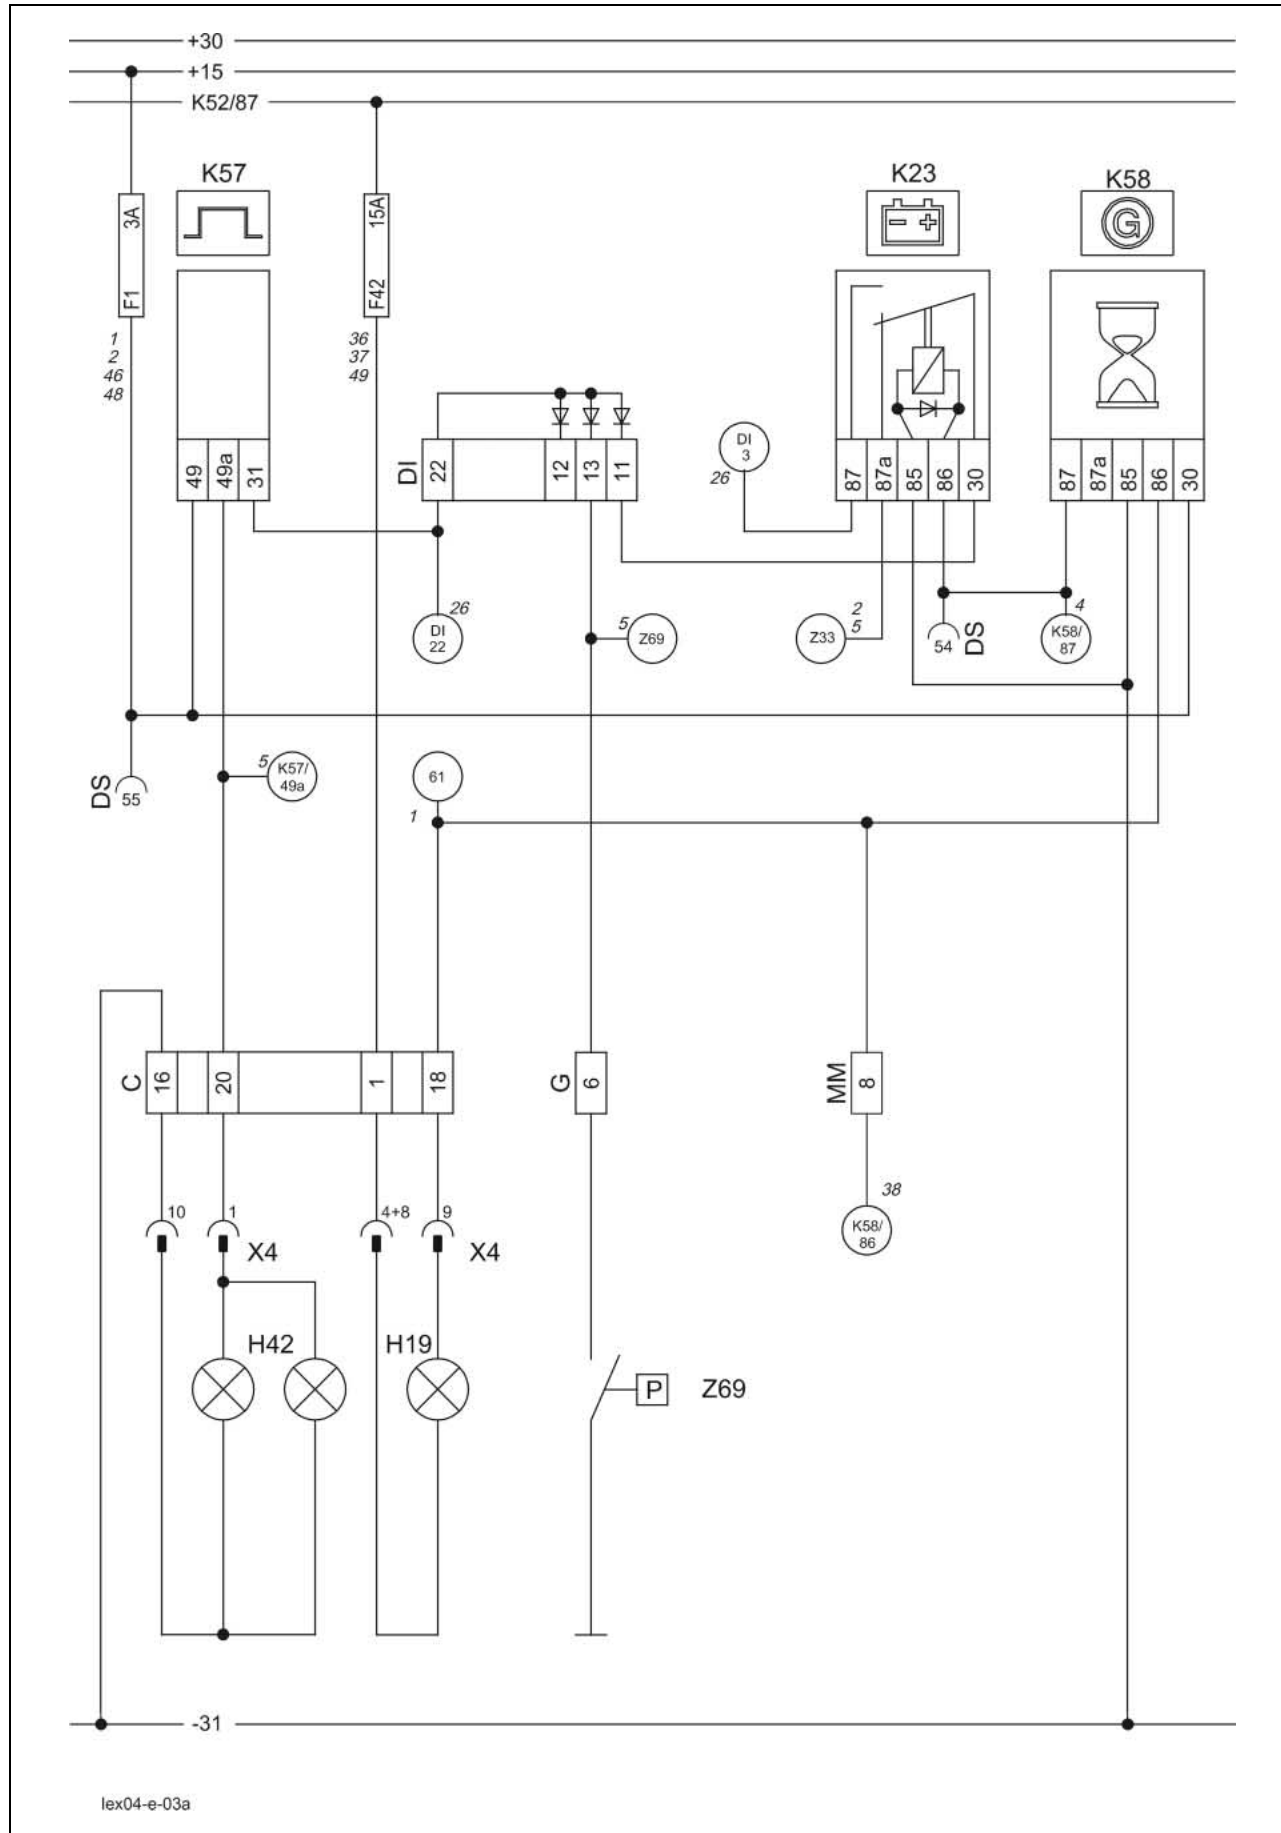 +30
+15
K52/87
K57
K23
K58
G
3A
F1
15A
F42
1
2
46
48
36
37
49
- +
49
49a
31
DI
22
12
13
11
DI
3
26
87
87a
85
86
30
87
87a
85
86
30
26
DI
22
5
Z69
2
5
Z33
54
DS
4
K58/
87
DS
55
5
K57/
49a
61
1
C
16
20
1
18
G
6
MM
8
38
K58/
86
10
1
X4
4+8
9
X4
H42
H19
P
Z69
-31
lex04-e-03a